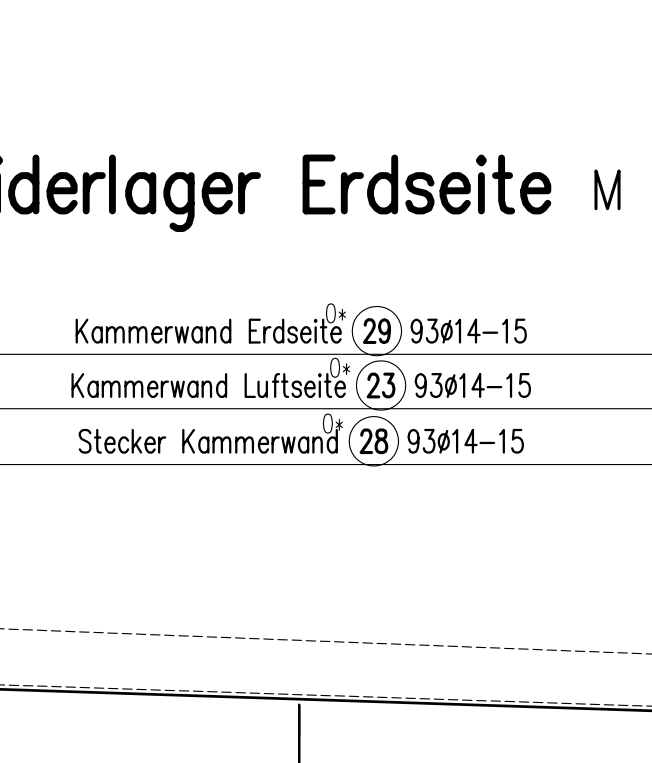 iderlager Erdseite M
Kammerwand Erdseite 0* 29 93ø14-15
Kammerwand Luftseite 0* 23 93ø14-15
Stecker Kammerwand 0* 28 93ø14-15